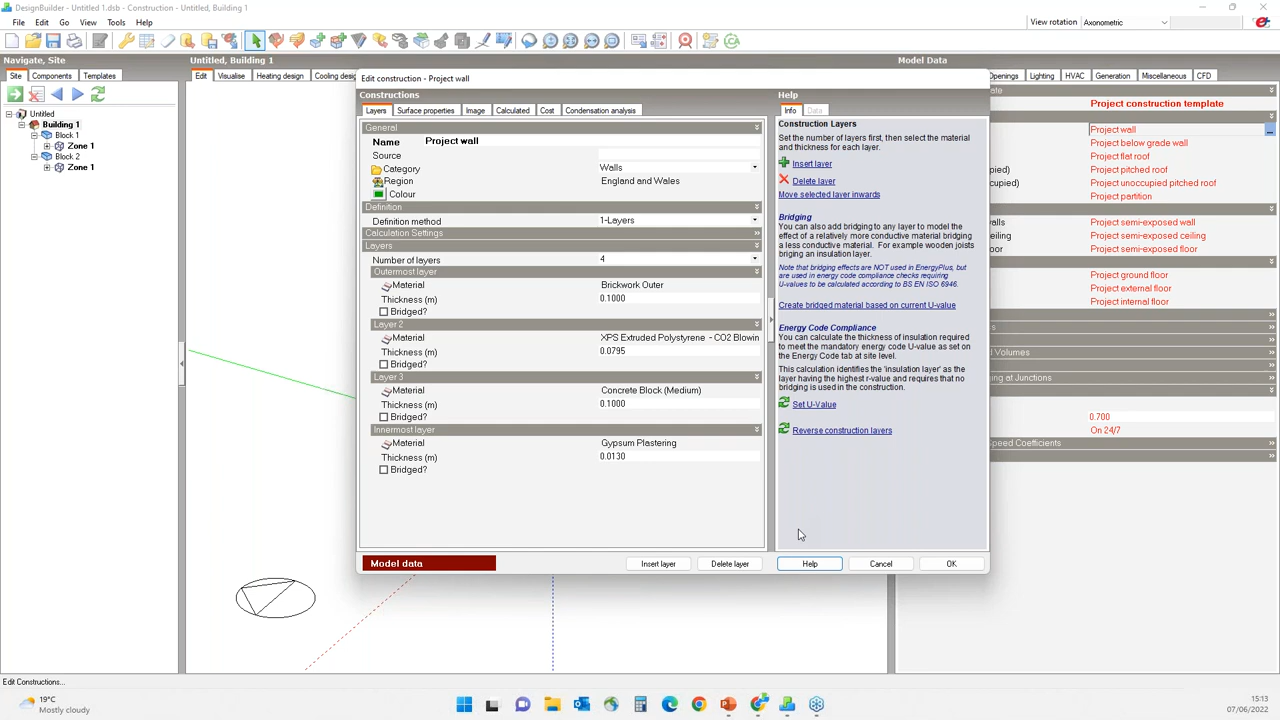 DesignBuilder - Untitled 1.dsb - Construction - Untitled, Building 1
File Edit Go View Tools Help
View rotation Axonometric
Navigate, Site
Untitled, Building 1
Model Data
Site Components Templates
Edit Visualise Heating design Cooling desi
Openings Lighting HVAC Generation Miscellaneous CFD
Untitled
Building 1
Block 1
Zone 1
Block 2
Zone 1
Edit construction - Project wall
Constructions
Layers Surface properties Image Calculated Cost Condensation analysis
General
Name Project wall
Source
Category Walls
Region England and Wales
Colour
Definition
Definition method 1-Layers
Calculation Settings
Layers
Number of layers 4
Outermost layer
Material Brickwork Outer
Thickness (m) 0.1000
Bridged?
Layer 2
Material XPS Extruded Polystyrene - CO2 Blowin
Thickness (m) 0.0795
Bridged?
Layer 3
Material Concrete Block (Medium)
Thickness (m) 0.1000
Bridged?
Innermost layer
Material Gypsum Plastering
Thickness (m) 0.0130
Bridged?
Model data
Insert layer Delete layer Help Cancel OK
Help
Info Data
Construction Layers
Set the number of layers first, then select the material
and thickness for each layer.
Insert layer
Delete layer
Move selected layer inwards
Bridging
You can also add bridging to any layer to model the
effect of a relatively more conductive material bridging
a less conductive material. For example wooden joists
briging an insulation layer.
Note that bridging effects are NOT used in EnergyPlus, but
are used in energy code compliance checks requiring
U-values to be calculated according to BS EN ISO 6946.
Create bridged material based on current U-value
Energy Code Compliance
You can calculate the thickness of insulation required
to meet the mandatory energy code U-value as set on
the Energy Code tab at site level.
This calculation identifies the 'insulation layer' as the
layer having the highest r-value and requires that no
bridging is used in the construction.
Set U-Value
Reverse construction layers
ate
Project construction template
Project wall
Project below grade wall
Project flat roof
pied) Project pitched roof
cupied) Project unoccupied pitched roof
Project partition
walls Project semi-exposed wall
ceiling Project semi-exposed ceiling
oor Project semi-exposed floor
Project ground floor
Project external floor
Project internal floor
s
l Volumes
ng at Junctions
0.700
On 24/7
Speed Coefficients
Edit Constructions...
19°C
Mostly cloudy
15:13
07/06/2022